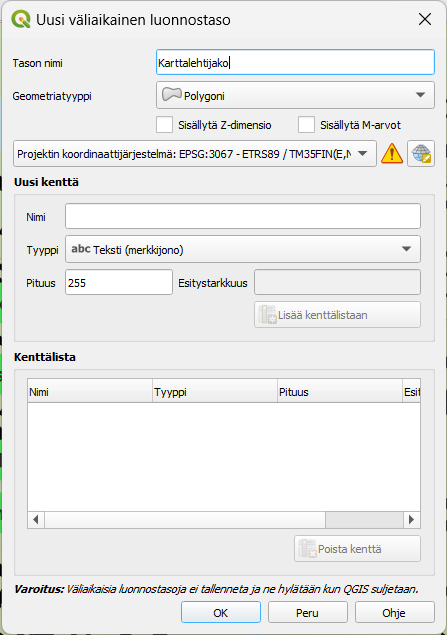 Uusi väliaikainen luonnostaso
Tason nimi Karttalehtijako
Geometriatyyppi Polygoni
Sisällytä Z-dimensio Sisällytä M-arvot
Projektin koordinaattijärjestelmä: EPSG:3067 - ETRS89 / TM35FIN(E,N
Uusi kenttä
Nimi
Tyyppi abc Teksti (merkkijono)
Pituus 255 Esitystarkkuus
Lisää kenttälistaan
Kenttälista
Nimi Tyyppi Pituus Esit
Poista kenttä
Varoitus: Väliaikaisia luonnostasoja ei tallenneta ja ne hylätään kun QGIS suljetaan.
OK Peru Ohje